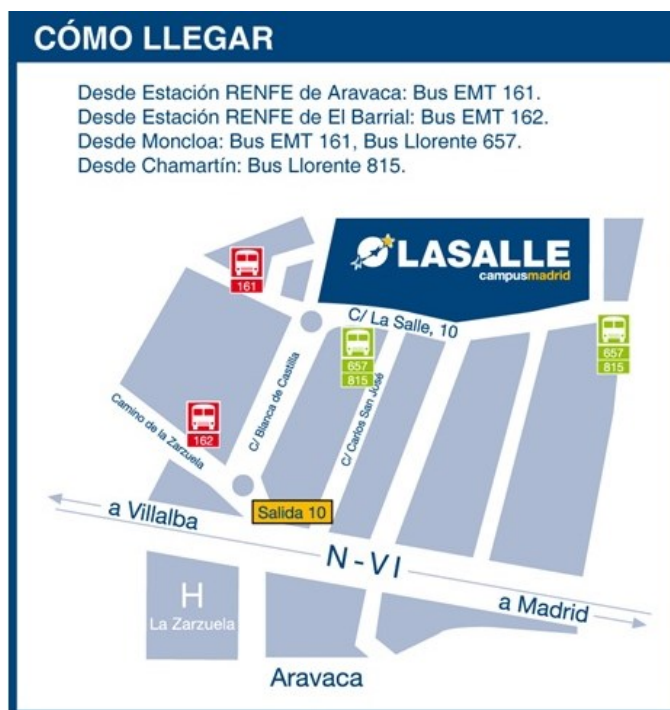 CÓMO LLEGAR
Desde Estación RENFE de Aravaca: Bus EMT 161.
Desde Estación RENFE de El Barrial: Bus EMT 162.
Desde Moncloa: Bus EMT 161, Bus Llorente 657.
Desde Chamartín: Bus Llorente 815.
LASALLE
campusmadrid
161
C/ La Salle, 10
657
815
657
815
C/ Blanca de Castilla
C/ Carlos San José
Camino de la Zarzuela
162
Salida 10
a Villalba
N-VI
a Madrid
H
La Zarzuela
Aravaca